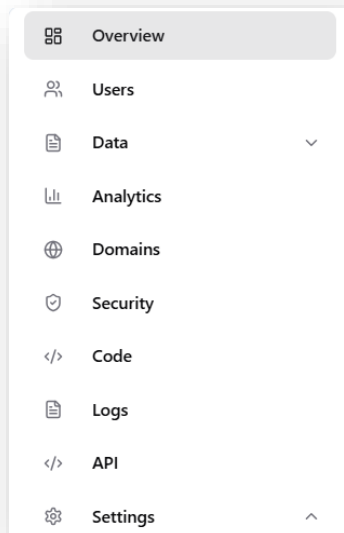 Overview
Users
Data
Analytics
Domains
Security
Code
Logs
API
Settings